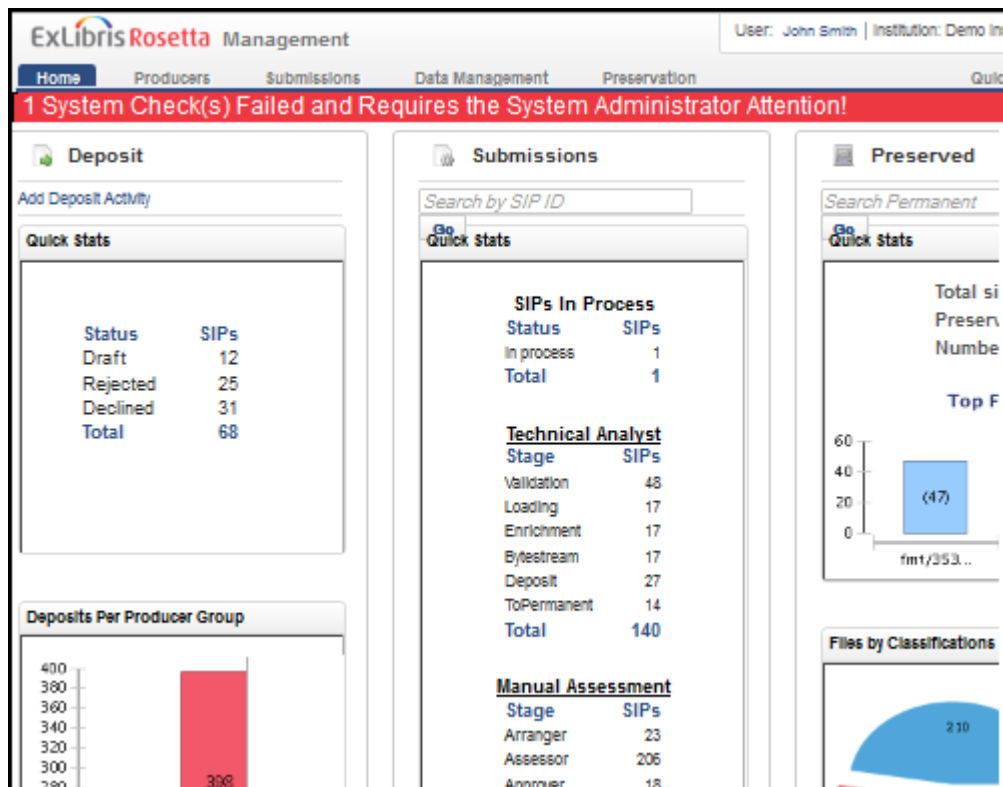 ExLibris Rosetta Management
User: John Smith | Institution: Demo
Home Producers Submissions Data Management Preservation
1 System Check(s) Failed and Requires the System Administrator Attention!
Deposit
Add Deposit Activity
Quick Stats
Status SIPs
Draft 12
Rejected 25
Declined 31
Total 68
Deposits Per Producer Group
400
380
360
340
320
300
398
Submissions
Search by SIP ID
Go
Quick Stats
SIPs In Process
Status SIPs
In process 1
Total 1
Technical Analyst
Stage SIPs
Validation 48
Loading 17
Enrichment 17
Bytestream 17
Deposit 27
ToPermanent 14
Total 140
Manual Assessment
Stage SIPs
Arranger 23
Assessor 206
Approver 18
Preserved
Search Permanent
Go
Quick Stats
Total si
Preserv
Numbe
Top F
60
40
20
0
(47)
fmt/353...
Files by Classifications
210